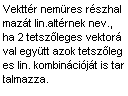 Vekttér nemüres részhal
mazát lin.altérnek nev.,
ha 2 tetszőleges vektorá
val együtt azok tetszőleg
es lin. kombinációját is tar
talmazza.